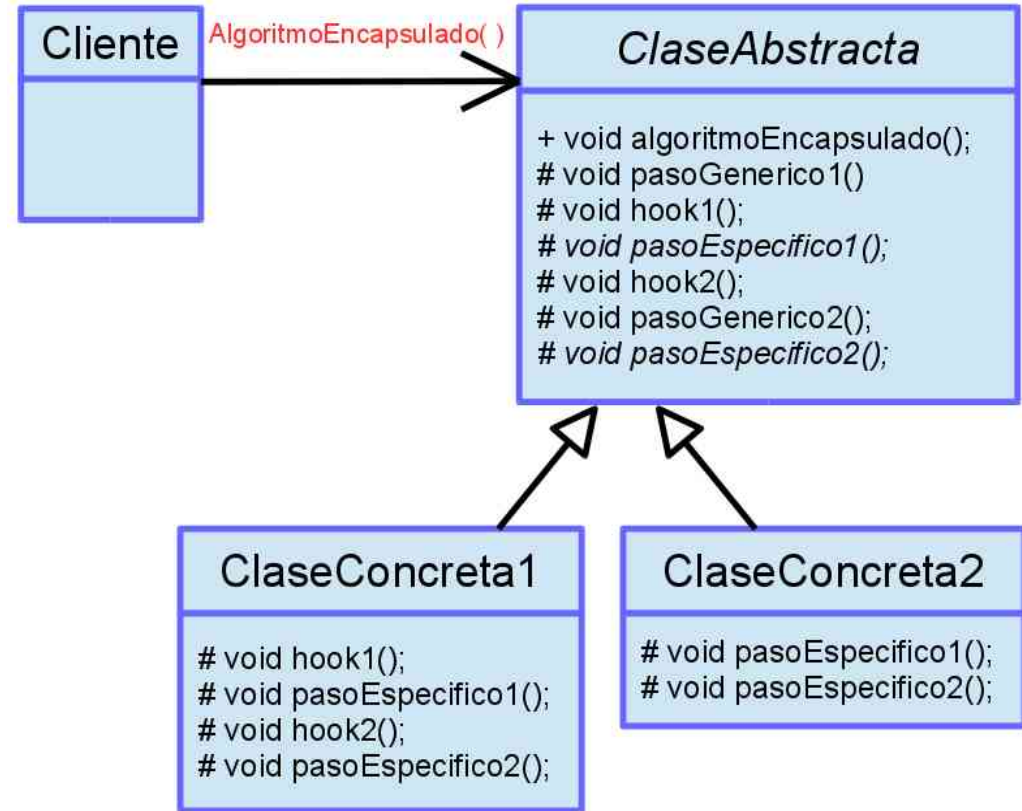 Cliente
AlgoritmoEncapsulado( )
ClaseAbstracta
+ void algoritmoEncapsulado();
# void pasoGenerico1()
# void hook1();
# void pasoEspecifico1();
# void hook2();
# void pasoGenerico2();
# void pasoEspecifico2();
ClaseConcreta1
# void hook1();
# void pasoEspecifico1();
# void hook2();
# void pasoEspecifico2();
ClaseConcreta2
# void pasoEspecifico1();
# void pasoEspecifico2();